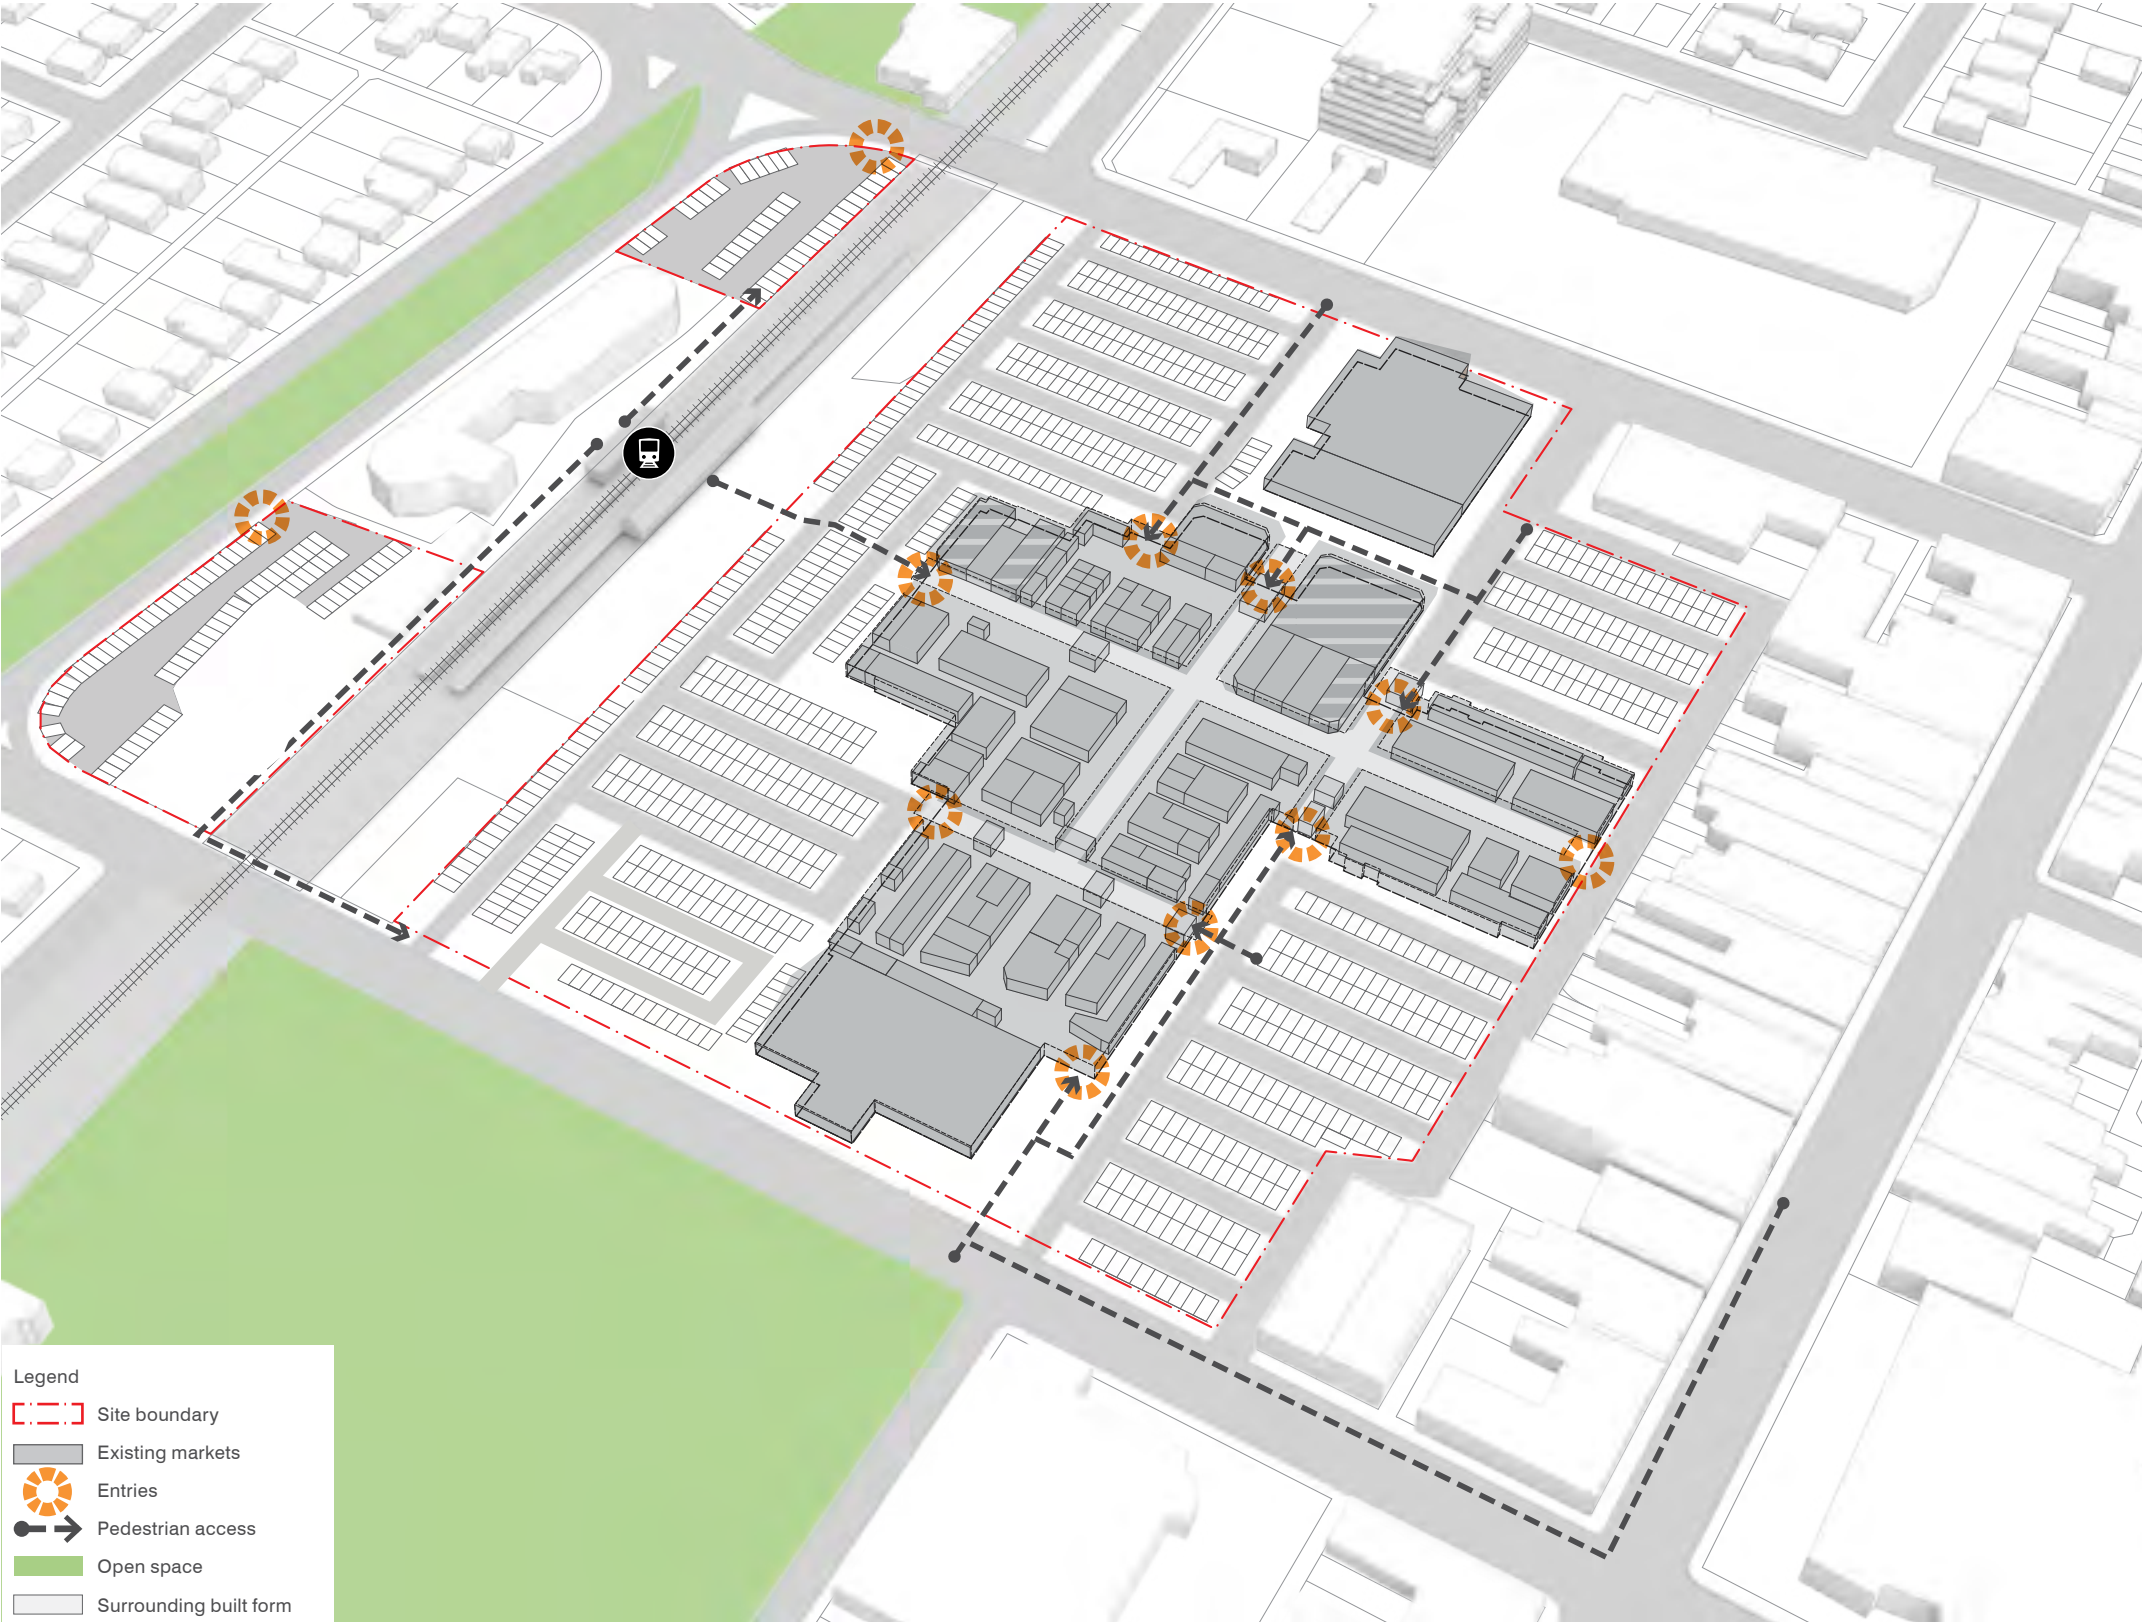 Legend
Site boundary
Existing markets
Entries
Pedestrian access
Open space
Surrounding built form